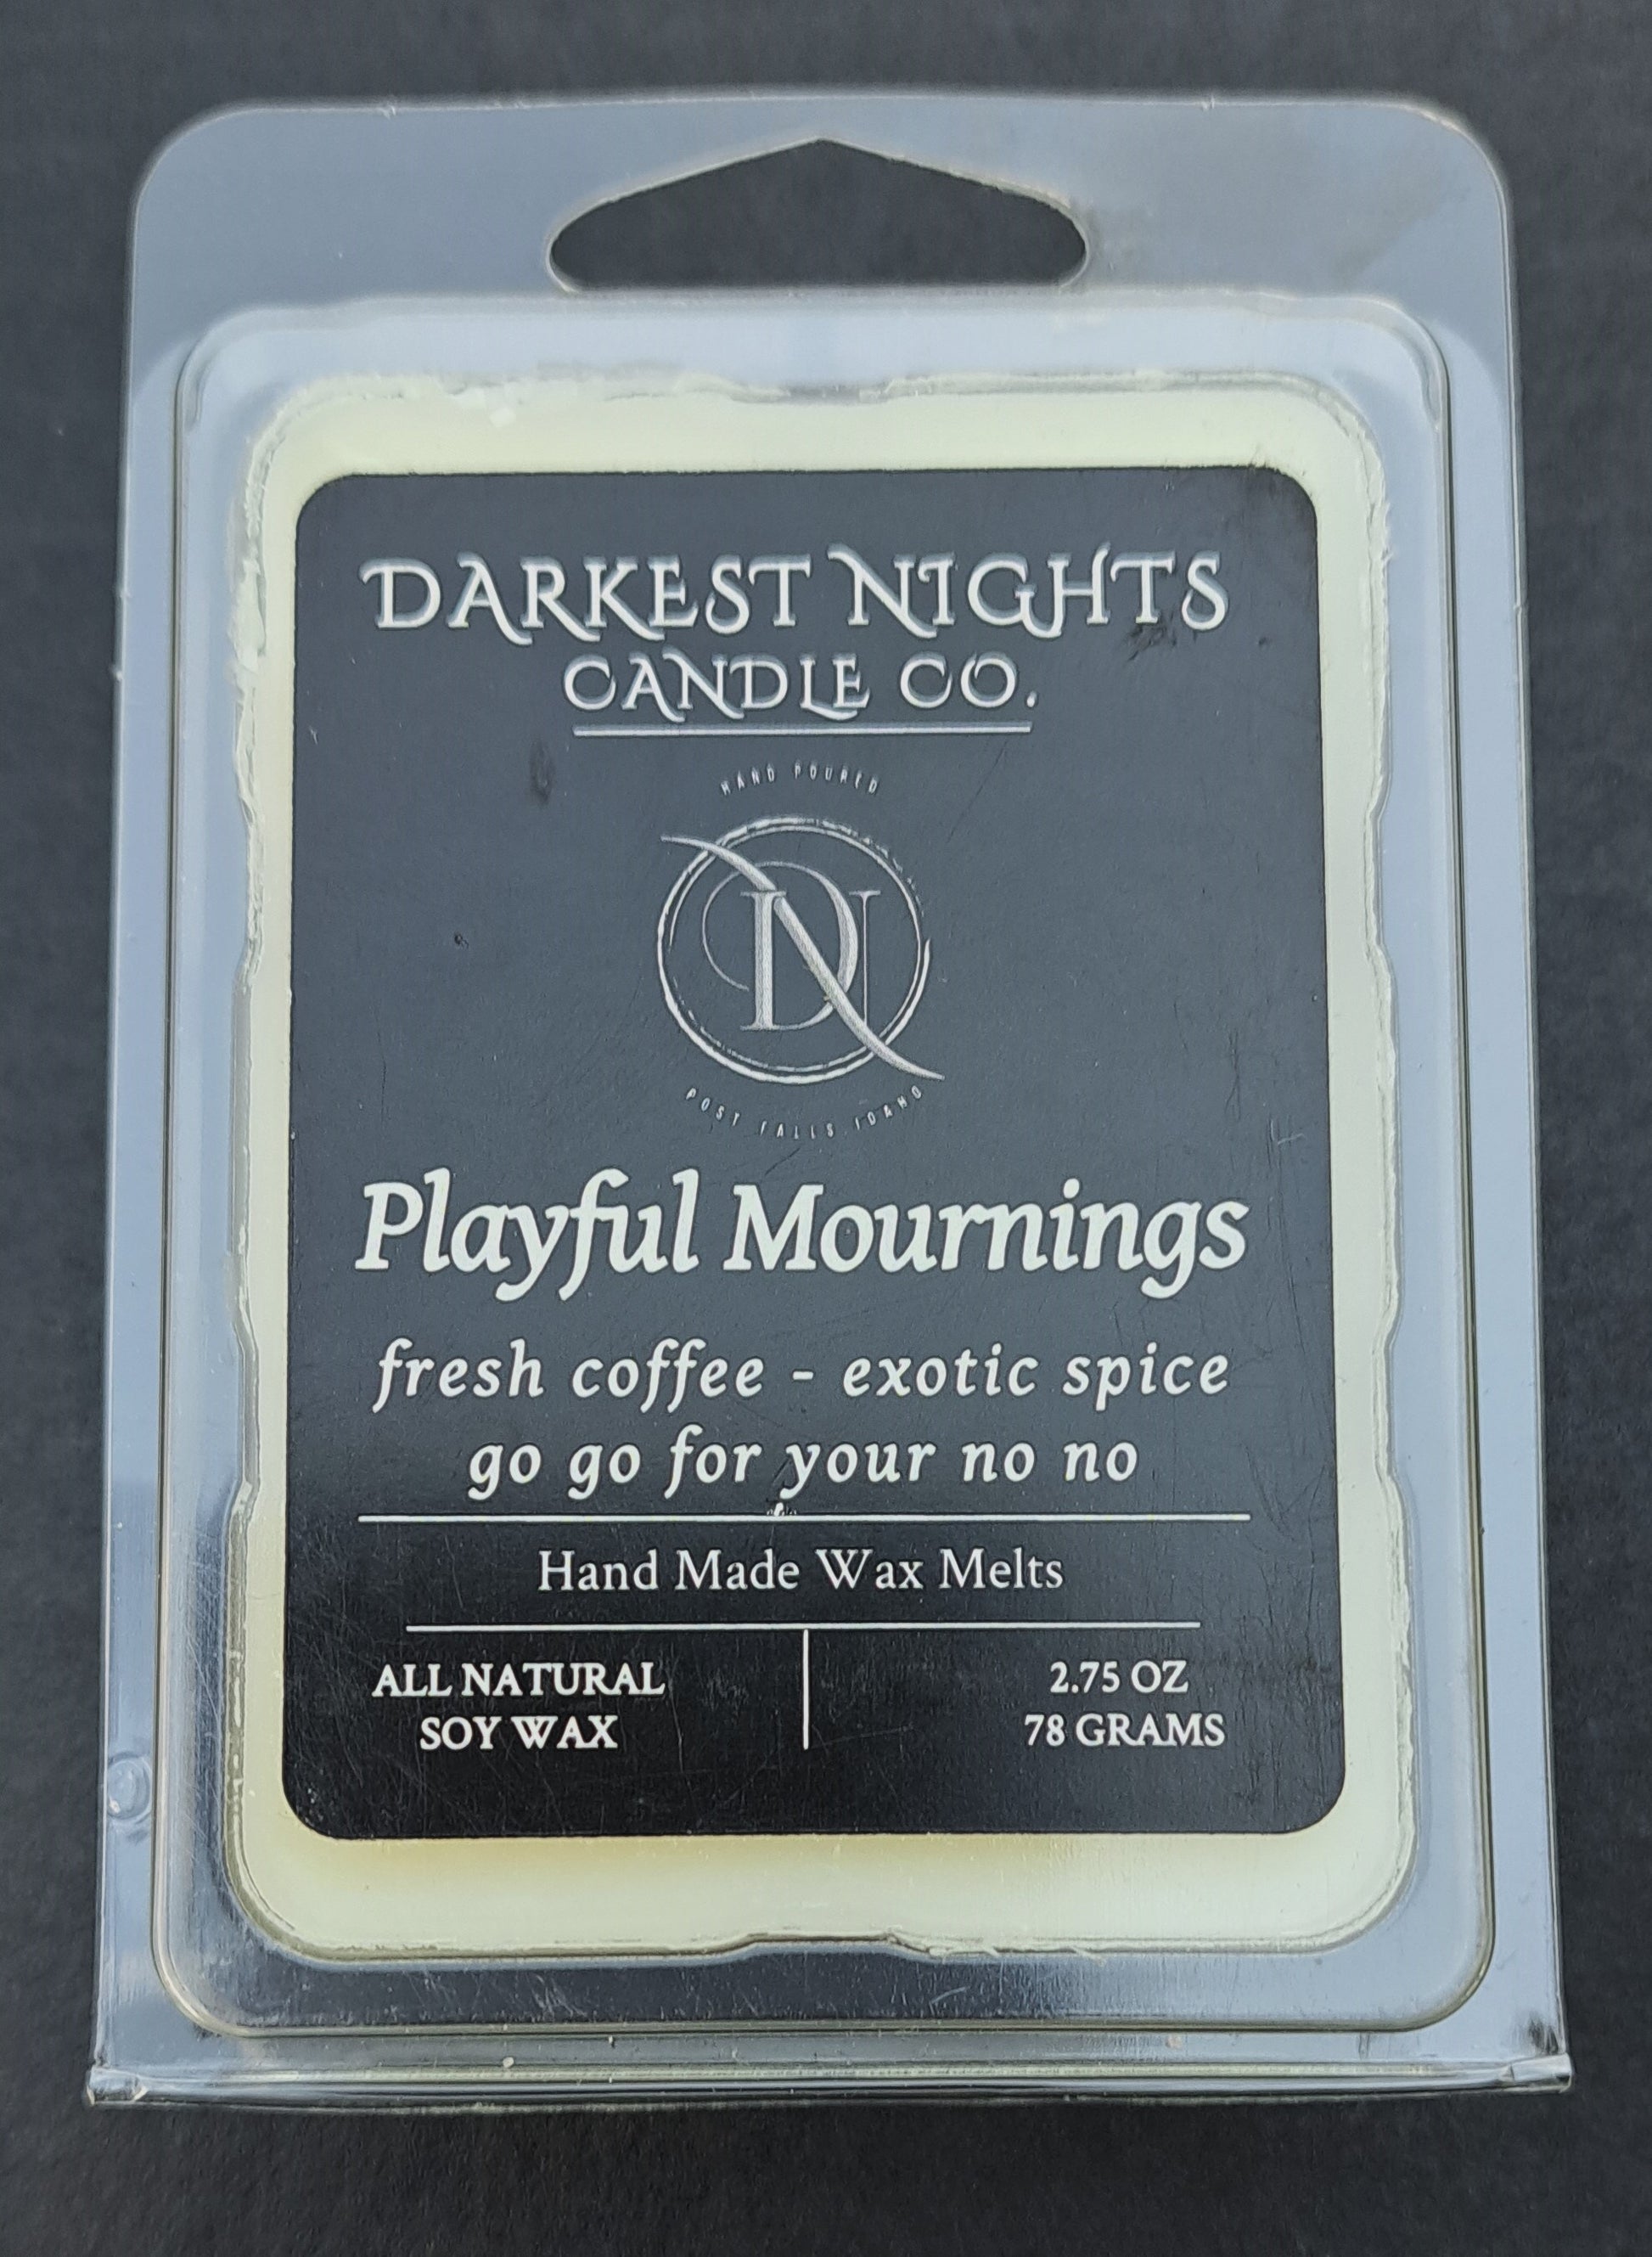 DARKEST NIGHTS
CANDLE CO.
HAND POURED
DN
POST FALLS IDAHO
Playful Mournings
fresh coffee - exotic spice
go go for your no no
Hand Made Wax Melts
ALL NATURAL
SOY WAX
2.75 OZ
78 GRAMS